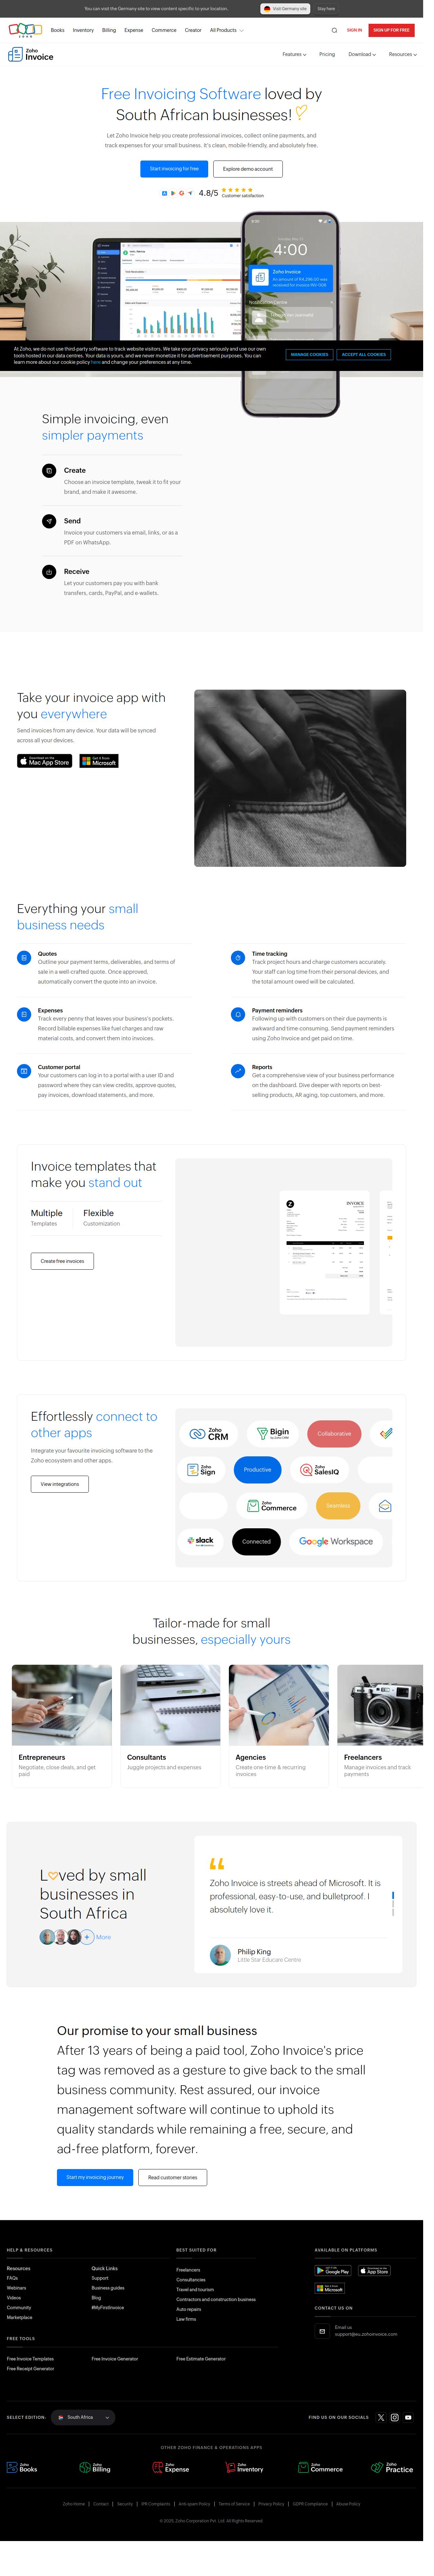 You can visit the Germany site to view content specific to your location.
Visit Germany site
Stay here
ZOHO
Books
Inventory
Billing
Expense
Commerce
Creator
All Products
SIGN IN
SIGN UP FOR FREE
Zoho
Invoice
Features
Pricing
Download
Resources
Free Invoicing Software loved by
South African businesses!
Let Zoho Invoice help you create professional invoices, collect online payments, and
track expenses for your small business. It's clean, mobile-friendly, and absolutely free.
Start invoicing for free
Explore demo account
4.8/5
Customer satisfaction
4:00
Zoho Invoice
Notification Centre
At Zoho, we do not use third-party software to track website visitors. We take your privacy seriously and use our own
tools hosted in our data centres. Your data is yours, and we never monetize it for advertisement purposes. You can
learn more about our cookie policy here and change your preferences at any time.
MANAGE COOKIES
ACCEPT ALL COOKIES
Simple invoicing, even
simpler payments
Create
Choose an invoice template, tweak it to fit your
brand, and make it awesome.
Send
Invoice your customers via email, links, or as a
PDF on WhatsApp.
Receive
Let your customers pay you with bank
transfers, cards, PayPal, and e-wallets.
Take your invoice app with
you everywhere
Send invoices from any device. Your data will be synced
across all your devices.
Download on the
Mac App Store
Get it from
Microsoft
Everything your small
business needs
Quotes
Outline your payment terms, deliverables, and terms of
sale in a well-crafted quote. Once approved,
automatically convert the quote into an invoice.
Time tracking
Track project hours and charge customers accurately.
Your staff can log time from their personal devices, and
the total amount owed will be calculated.
Expenses
Track every penny that leaves your business's pockets.
Record billable expenses like fuel charges and raw
material costs, and convert them into invoices.
Payment reminders
Following up with customers on their due payments is
awkward and time-consuming. Send payment reminders
using Zoho Invoice and get paid on time.
Customer portal
Your customers can log in to a portal with a user ID and
password where they can view credits, approve quotes,
pay invoices, download statements, and more.
Reports
Get a comprehensive view of your business performance
on the dashboard. Dive deeper with reports on best-
selling products, AR aging, top customers, and more.
Invoice templates that
make you stand out
Multiple
Templates
Flexible
Customization
Create free invoices
INVOICE
Effortlessly connect to
other apps
Integrate your favourite invoicing software to the
Zoho ecosystem and other apps.
View integrations
Zoho
CRM
Bigin
by Zoho CRM
Collaborative
Zoho
Sign
Productive
Zoho
SalesIQ
Zoho
Commerce
Seamless
slack
Connected
Google Workspace
Tailor-made for small
businesses, especially yours
Entrepreneurs
Negotiate, close deals, and get
paid
Consultants
Juggle projects and expenses
Agencies
Create one-time & recurring
invoices
Freelancers
Manage invoices and track
payments
Loved by small
businesses in
South Africa
More
Zoho Invoice is streets ahead of Microsoft. It is
professional, easy-to-use, and bulletproof. I
absolutely love it.
Philip King
Little Star Educare Centre
Our promise to your small business
After 13 years of being a paid tool, Zoho Invoice's price
tag was removed as a gesture to give back to the small
business community. Rest assured, our invoice
management software will continue to uphold its
quality standards while remaining a free, secure, and
ad-free platform, forever.
Start my invoicing journey
Read customer stories
HELP & RESOURCES
Resources
FAQs
Webinars
Videos
Community
Marketplace
Quick Links
Support
Business guides
Blog
#MyFirstInvoice
BEST SUITED FOR
Freelancers
Consultancies
Travel and tourism
Contractors and construction business
Auto repairs
Law firms
AVAILABLE ON PLATFORMS
Google Play
App Store
Microsoft
CONTACT US ON
Email us
support@eu.zohoinvoice.com
FREE TOOLS
Free Invoice Templates
Free Invoice Generator
Free Estimate Generator
Free Receipt Generator
SELECT EDITION:
South Africa
FIND US ON OUR SOCIALS
OTHER ZOHO FINANCE & OPERATIONS APPS
Zoho
Books
Zoho
Billing
Zoho
Expense
Zoho
Inventory
Zoho
Commerce
Zoho
Practice
Zoho Home
Contact
Security
IPR Complaints
Anti-spam Policy
Terms of Service
Privacy Policy
GDPR Compliance
Abuse Policy
© 2025, Zoho Corporation Pvt. Ltd. All Rights Reserved.